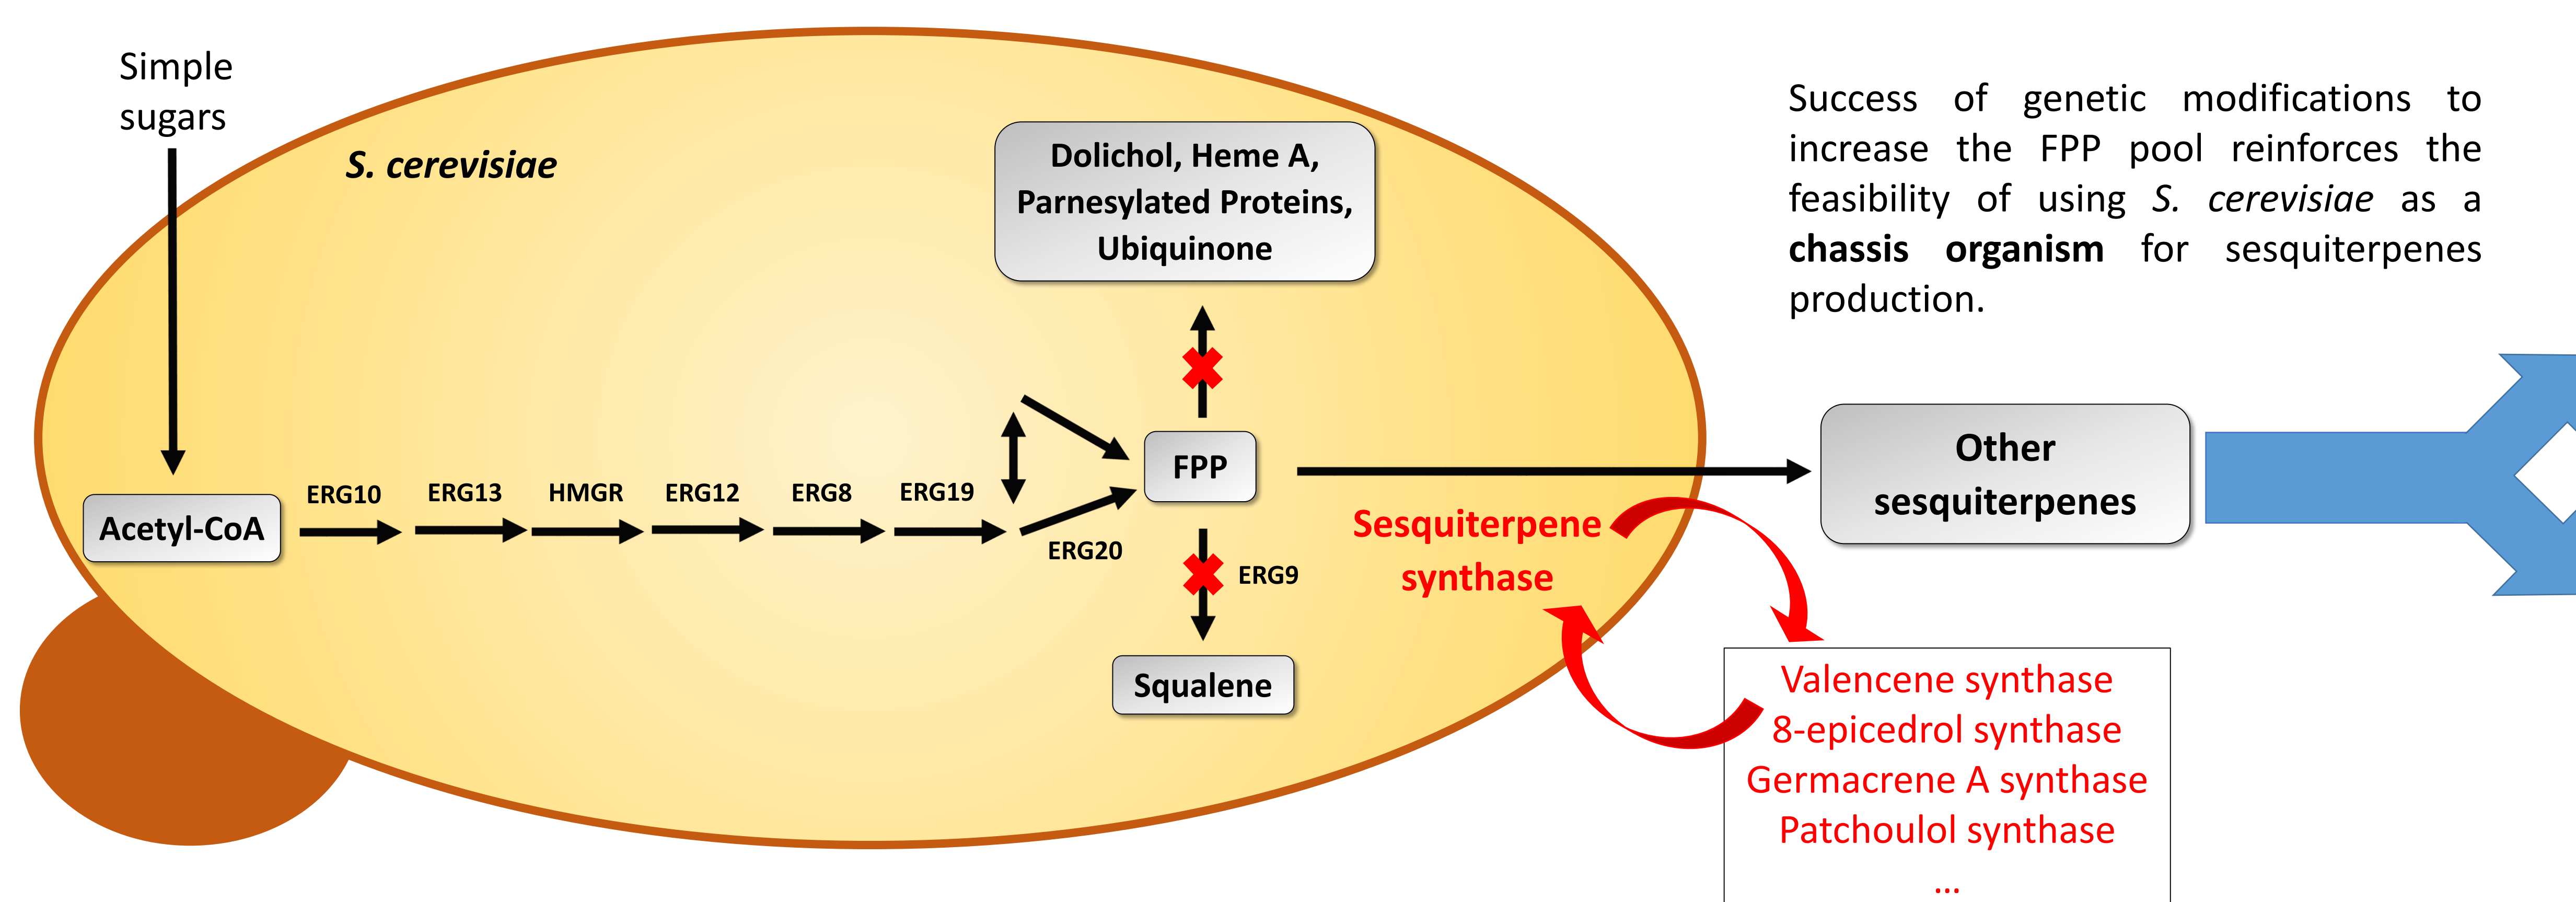 Simple
sugars
S. cerevisiae
Dolichol, Heme A,
Parnesylated Proteins,
Ubiquinone
Success of genetic modifications to
increase the FPP pool reinforces the
feasibility of using S. cerevisiae as a
chassis organism for sesquiterpenes
production.
Acetyl-CoA
ERG10
ERG13
HMGR
ERG12
ERG8
ERG19
ERG20
FPP
ERG9
Squalene
Sesquiterpene
synthase
Other
sesquiterpenes
Valencene synthase
8-epicedrol synthase
Germacrene A synthase
Patchoulol synthase
...